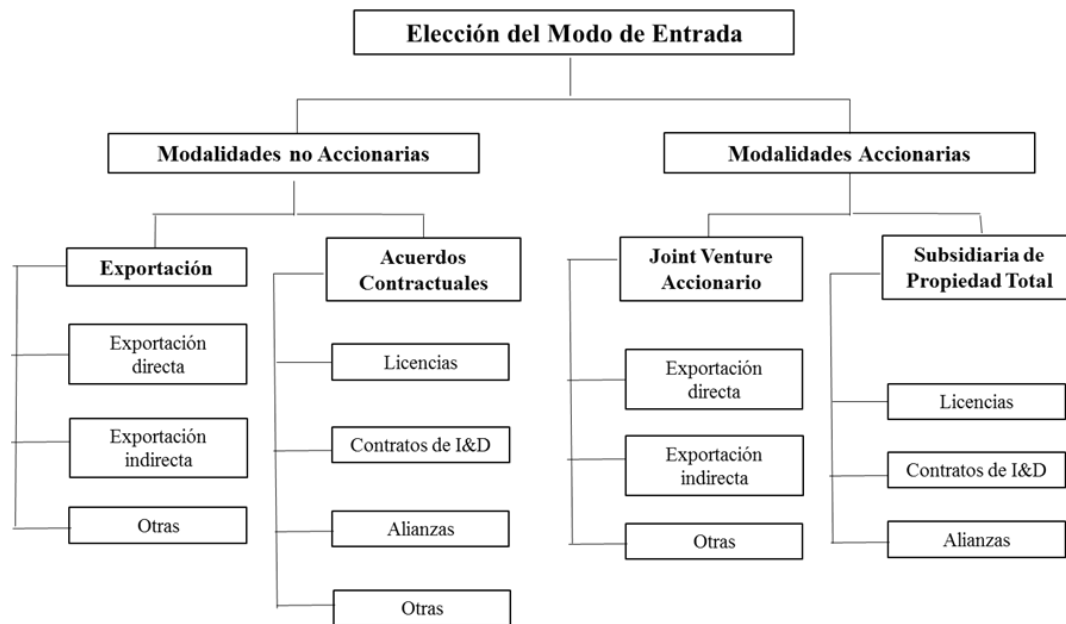 Elección del Modo de Entrada
Modalidades no Accionarias
Modalidades Accionarias
Exportación
Acuerdos
Contractuales
Joint Venture
Accionario
Subsidiaria de
Propiedad Total
Exportación
directa
Exportación
indirecta
Otras
Licencias
Contratos de I&D
Alianzas
Otras
Exportación
directa
Exportación
indirecta
Otras
Licencias
Contratos de I&D
Alianzas